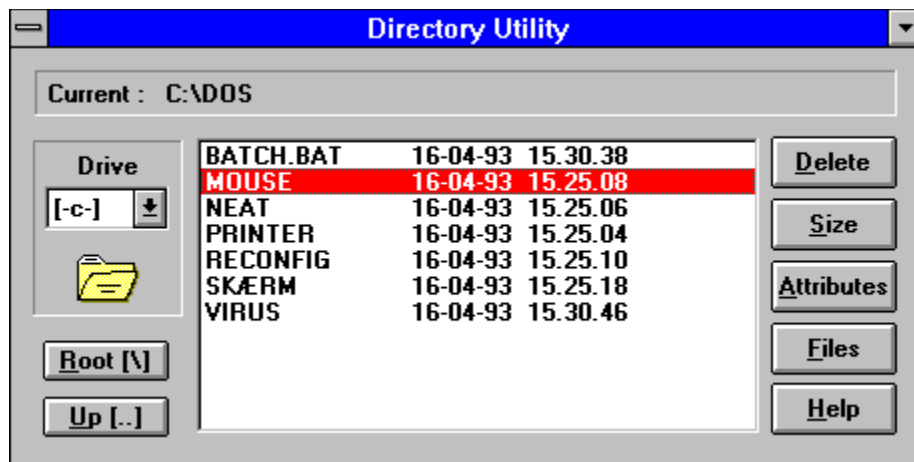 Directory Utility
Current : C:\DOS
Drive
[-c-]
BATCH.BAT 16-04-93 15.30.38
MOUSE 16-04-93 15.25.08
NEAT 16-04-93 15.25.06
PRINTER 16-04-93 15.25.04
RECONFIG 16-04-93 15.25.10
SKÆRM 16-04-93 15.25.18
VIRUS 16-04-93 15.30.46
Delete
Size
Attributes
Files
Help
Root [\]
Up [..]